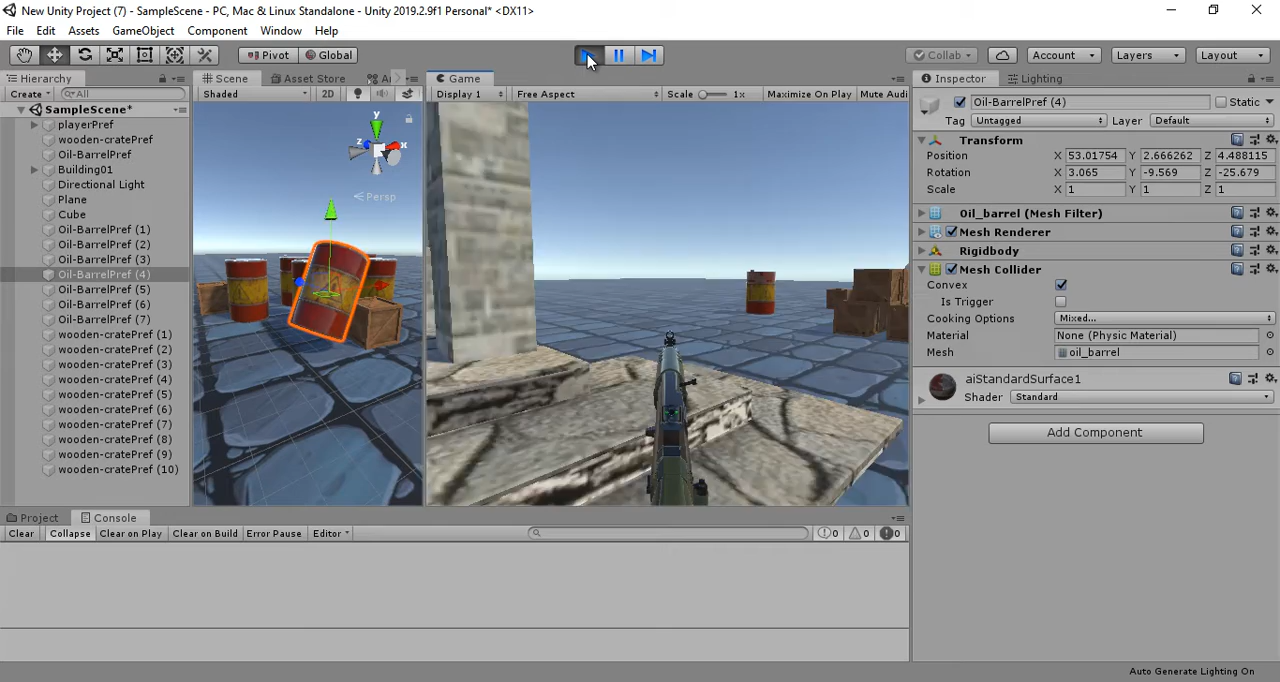 New Unity Project (7) - SampleScene - PC, Mac & Linux Standalone - Unity 2019.2.9f1 Personal* <DX11>
File Edit Assets GameObject Component Window Help
Pivot Global Collab Account Layers Layout
Hierarchy Scene Asset Store Game Inspector Lighting
Create All Shaded 2D Display 1 Free Aspect Scale 1x Maximize On Play Mute Audi
Oil-BarrelPref (4) Static
SampleScene*
Tag Untagged Layer Default
playerPref
wooden-cratePref
Transform
Oil-BarrelPref
Position X 53.01754 Y 2.666262 Z 4.488115
Building01
Rotation X 3.065 Y -9.569 Z -25.679
Directional Light
Scale X 1 Y 1 Z 1
Plane
Cube
Oil_barrel (Mesh Filter)
Oil-BarrelPref (1)
Mesh Renderer
Oil-BarrelPref (2)
Rigidbody
Oil-BarrelPref (3)
Mesh Collider
Oil-BarrelPref (4)
Convex
Oil-BarrelPref (5)
Is Trigger
Oil-BarrelPref (6)
Cooking Options Mixed...
Oil-BarrelPref (7)
Material None (Physic Material)
wooden-cratePref (1)
Mesh oil_barrel
wooden-cratePref (2)
wooden-cratePref (3)
aiStandardSurface1
wooden-cratePref (4)
Shader Standard
wooden-cratePref (5)
wooden-cratePref (6)
wooden-cratePref (7)
Add Component
wooden-cratePref (8)
wooden-cratePref (9)
wooden-cratePref (10)
y
z x
Persp
Project Console
Clear Collapse Clear on Play Clear on Build Error Pause Editor 0 0 0
Auto Generate Lighting On